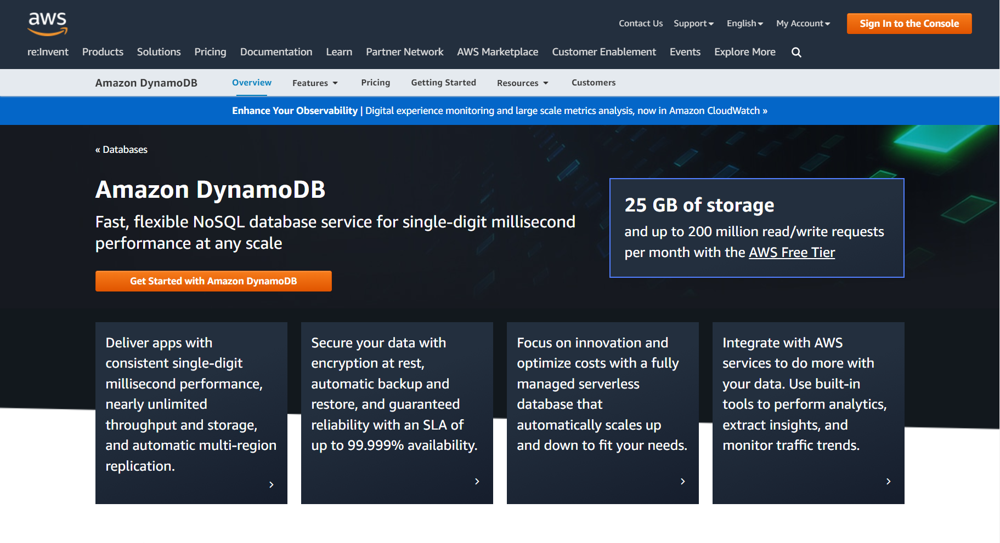 aws
Contact Us Support English My Account Sign In to the Console
re:Invent Products Solutions Pricing Documentation Learn Partner Network AWS Marketplace Customer Enablement Events Explore More
Amazon DynamoDB Overview Features Pricing Getting Started Resources Customers
Enhance Your Observability | Digital experience monitoring and large scale metrics analysis, now in Amazon CloudWatch »
« Databases
Amazon DynamoDB
Fast, flexible NoSQL database service for single-digit millisecond
performance at any scale
Get Started with Amazon DynamoDB
25 GB of storage
and up to 200 million read/write requests
per month with the AWS Free Tier
Deliver apps with
consistent single-digit
millisecond performance,
nearly unlimited
throughput and storage,
and automatic multi-region
replication.
Secure your data with
encryption at rest,
automatic backup and
restore, and guaranteed
reliability with an SLA of
up to 99.999% availability.
Focus on innovation and
optimize costs with a fully
managed serverless
database that
automatically scales up
and down to fit your needs.
Integrate with AWS
services to do more with
your data. Use built-in
tools to perform analytics,
extract insights, and
monitor traffic trends.